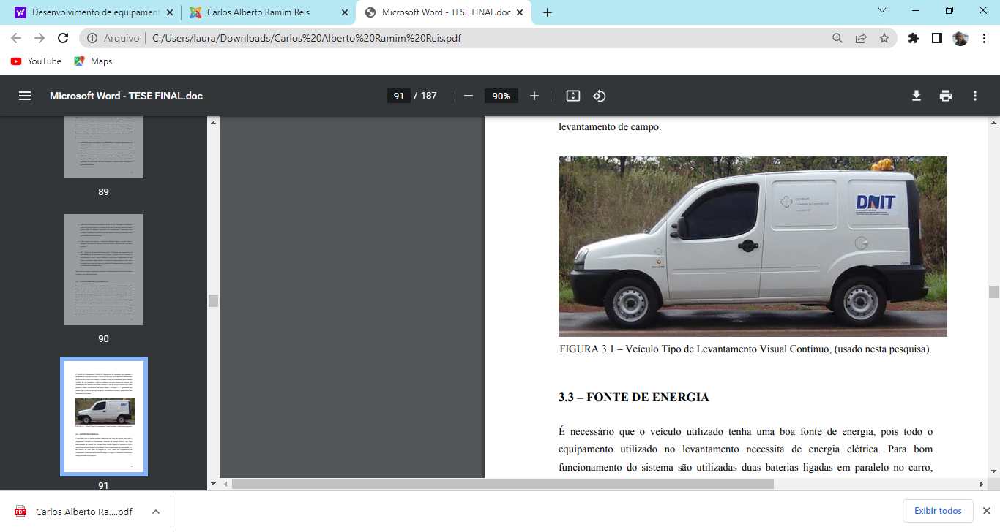 Desenvolvimento de equipament
Carlos Alberto Ramim Reis
Microsoft Word - TESE FINAL.doc
Arquivo
C:/Users/laura/Downloads/Carlos%20Alberto%20Ramim%20Reis.pdf
YouTube
Maps
Microsoft Word - TESE FINAL.doc
91 / 187
90%
89
90
91
levantamento de campo.
DNIT
FIGURA 3.1 – Veículo Tipo de Levantamento Visual Contínuo, (usado nesta pesquisa).
3.3 – FONTE DE ENERGIA
É necessário que o veículo utilizado tenha uma boa fonte de energia, pois todo o
equipamento utilizado no levantamento necessita de energia elétrica. Para bom
funcionamento do sistema são utilizadas duas baterias ligadas em paralelo no carro,
PDF
Carlos Alberto Ra....pdf
Exibir todos